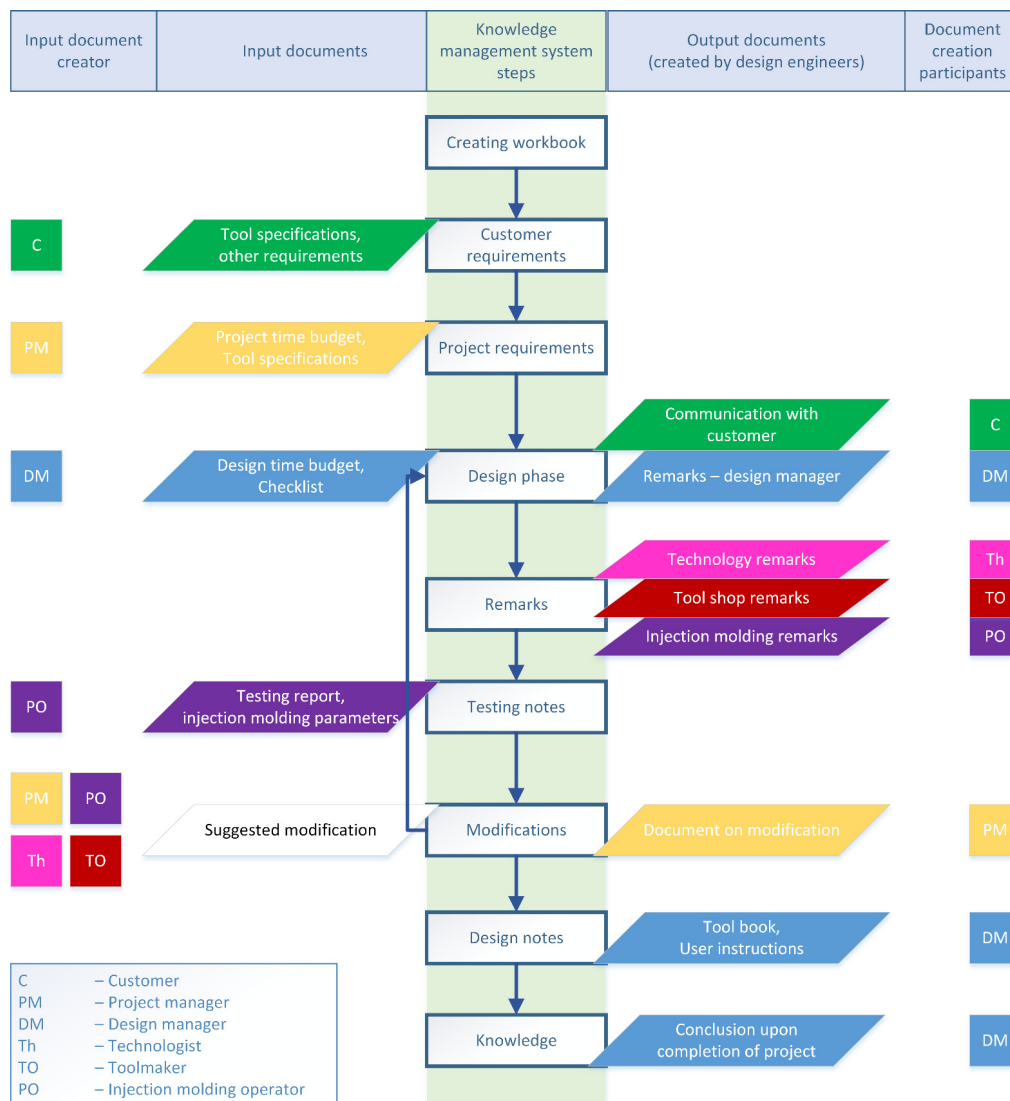 Input document
creator
Input documents
Knowledge
management system
steps
Output documents
(created by design engineers)
Document
creation
participants
Creating workbook
C
Tool specifications,
other requirements
Customer
requirements
PM
Project time budget,
Tool specifications
Project requirements
Communication with
customer
C
DM
Design time budget,
Checklist
Design phase
Remarks – design manager
DM
Technology remarks
Th
Remarks
Tool shop remarks
TO
Injection molding remarks
PO
PO
Testing report,
injection molding parameters
Testing notes
PM
PO
Th
TO
Suggested modification
Modifications
Document on modification
PM
Design notes
Tool book,
User instructions
DM
Knowledge
Conclusion upon
completion of project
DM
C – Customer
PM – Project manager
DM – Design manager
Th – Technologist
TO – Toolmaker
PO – Injection molding operator